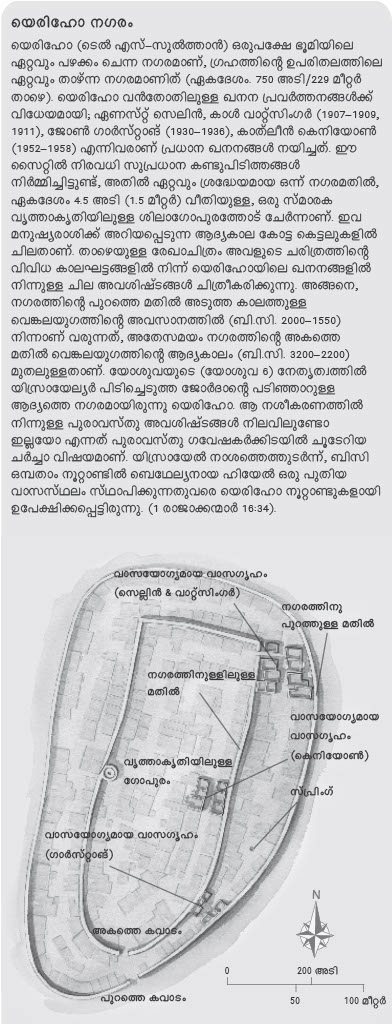 യെരിഹോ നഗരം
യെരിഹോ (ടെൽ എസ്–സുൽത്താൻ) ഒരുപക്ഷേ ഭൂമിയിലെ
ഏറ്റവും പഴക്കം ചെന്ന നഗരമാണ്, ഗ്രഹത്തിന്റെ ഉപരിതലത്തിലെ
ഏറ്റവും താഴ്ന്ന നഗരമാണിത് (ഏകദേശം. 750 അടി/229 മീറ്റർ
താഴെ). യെരിഹോ വൻതോതിലുള്ള ഖനന പ്രവർത്തനങ്ങൾക്ക്
വിധേയമായി; ഏണസ്റ്റ് സെലിൻ, കാൾ വാറ്റ്സിംഗർ (1907–1909,
1911), ജോൺ ഗാർസ്റ്റാങ് (1930–1936), കാത്‌ലീൻ കെനിയോൺ
(1952–1958) എന്നിവരാണ് പ്രധാന ഖനനങ്ങൾ നയിച്ചത്. ഈ
സൈറ്റിൽ നിരവധി സുപ്രധാന കണ്ടുപിടിത്തങ്ങൾ
നിർമ്മിച്ചിട്ടുണ്ട്, അതിൽ ഏറ്റവും ശ്രദ്ധേയമായ ഒന്ന് നഗരമതിൽ,
ഏകദേശം 4.5 അടി (1.5 മീറ്റർ) വീതിയുള്ള, ഒരു സ്മാരക
വൃത്താകൃതിയിലുള്ള ശിലാഗോപുരത്തോട് ചേർന്നാണ്. ഇവ
മനുഷ്യരാശിക്ക് അറിയപ്പെടുന്ന ആദ്യകാല കോട്ട കെട്ടലുകളിൽ
ചിലതാണ്. താഴെയുള്ള രേഖാചിത്രം അവളുടെ ചരിത്രത്തിന്റെ
വിവിധ കാലഘട്ടങ്ങളിൽ നിന്ന് യെരിഹോയിലെ ഖനനങ്ങളിൽ
നിന്നുള്ള ചില അവശിഷ്ടങ്ങൾ ചിത്രീകരിക്കുന്നു. അങ്ങനെ,
നഗരത്തിന്റെ പുറത്തെ മതിൽ അടുത്ത കാലത്തുള്ള
വെങ്കലയുഗത്തിന്റെ അവസാനത്തിൽ (ബി.സി. 2000–1550)
നിന്നാണ് വരുന്നത്, അതേസമയം നഗരത്തിന്റെ അകത്തെ
മതിൽ വെങ്കലയുഗത്തിന്റെ ആദ്യകാലം (ബി.സി. 3200–2200)
മുതലുള്ളതാണ്. യോശുവയുടെ (യോശുവ 6) നേതൃത്വത്തിൽ
യിസ്രായേല്യർ പിടിച്ചെടുത്ത ജോർദാന്റെ പടിഞ്ഞാറുള്ള
ആദ്യത്തെ നഗരമായിരുന്നു യെരിഹോ. ആ നശീകരണത്തിൽ
നിന്നുള്ള പുരാവസ്തു അവശിഷ്ടങ്ങൾ നിലവിലുണ്ടോ
ഇല്ലയോ എന്നത് പുരാവസ്തു ഗവേഷകർക്കിടയിൽ ചൂടേറിയ
ചർച്ചാ വിഷയമാണ്. യിസ്രായേൽ നാശത്തെത്തുടർന്ന്, ബിസി
ഒമ്പതാം നൂറ്റാണ്ടിൽ ബെഥേല്യനായ ഹിയേൽ ഒരു പുതിയ
വാസസ്ഥലം സ്ഥാപിക്കുന്നതുവരെ യെരിഹോ നൂറ്റാണ്ടുകളായി
ഉപേക്ഷിക്കപ്പെട്ടിരുന്നു. (1 രാജാക്കന്മാർ 16:34).
വാസയോഗ്യമായ വാസഗൃഹം
(സെല്ലിൻ & വാറ്റ്സിംഗർ)
നഗരത്തിനു
പുറത്തുള്ള മതിൽ
നഗരത്തിനുള്ളിലുള്ള
മതിൽ
വാസയോഗ്യമായ
വാസഗൃഹം
(കെനിയോൺ)
വൃത്താകൃതിയിലുള്ള
ഗോപുരം
സ്പ്രിംഗ്
വാസയോഗ്യമായ വാസഗൃഹം
(ഗാർസ്റ്റാങ്)
അകത്തെ കവാടം
പുറത്തെ കവാടം
N
0 200 അടി
50 100 മീറ്റർ